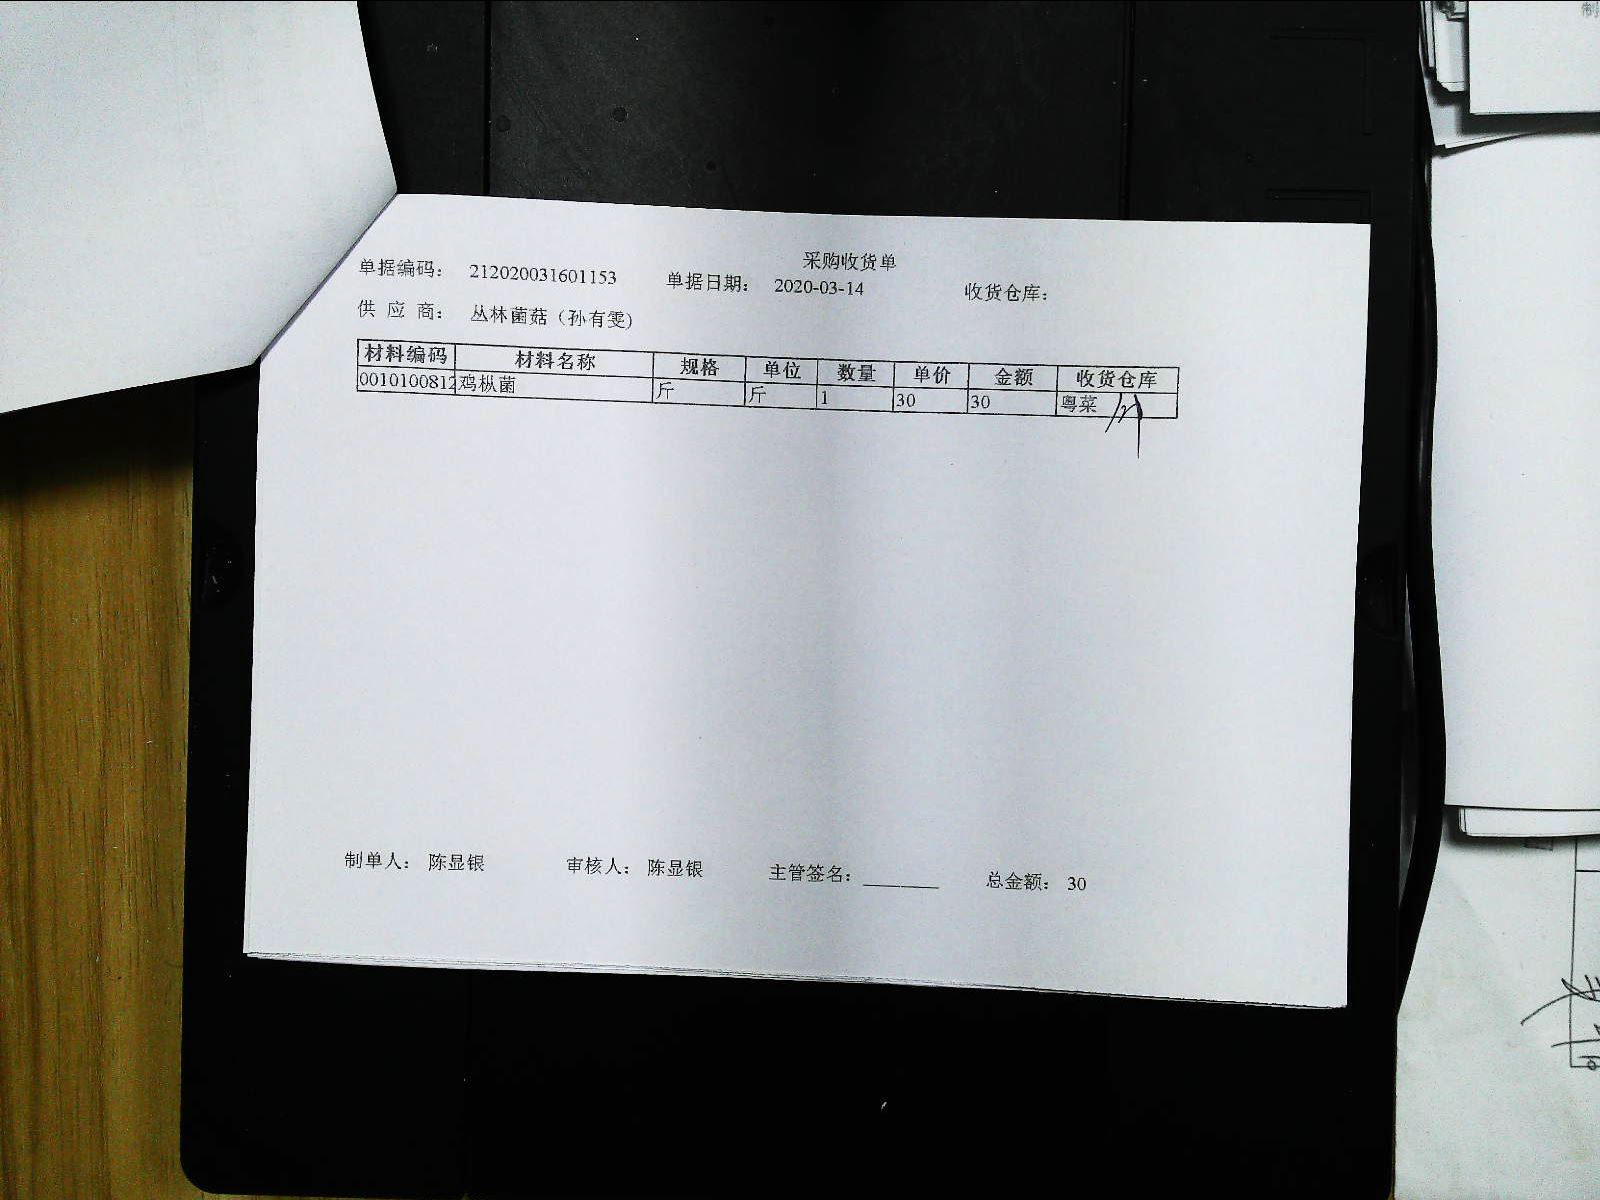 采购收货单
单据编码： 212020031601153 单据日期： 2020-03-14 收货仓库：
供 应 商： 丛林菌菇（孙有雯）
材料编码 材料名称 规格 单位 数量 单价 金额 收货仓库
0010100812 鸡枞菌 斤 斤 1 30 30 粤菜
制单人： 陈显银 审核人： 陈显银 主管签名： 总金额： 30